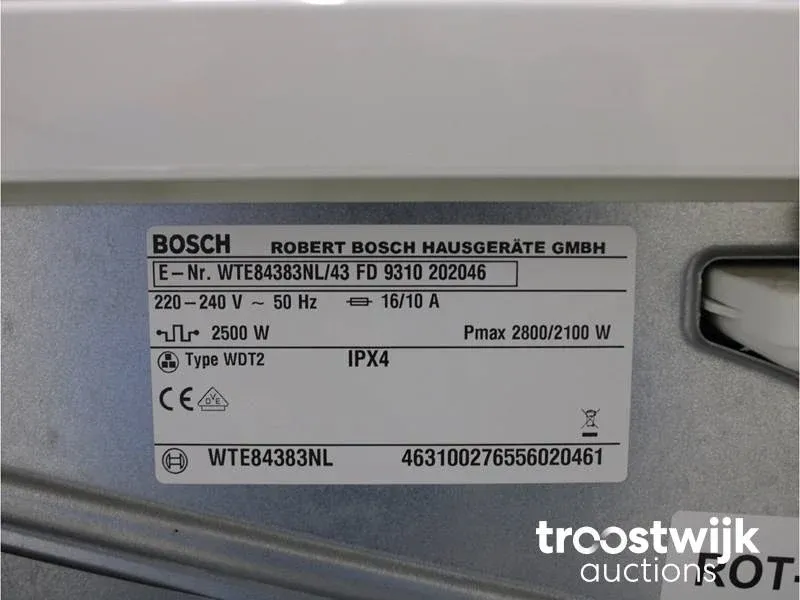 BOSCH ROBERT BOSCH HAUSGERÄTE GMBH
E-Nr. WTE84383NL/43 FD 9310 202046
220-240 V ~ 50 Hz 16/10 A
2500 W Pmax 2800/2100 W
Type WDT2 IPX4
CE DVE
WTE84383NL 463100276556020461
troostwijk
auctions
ROT-